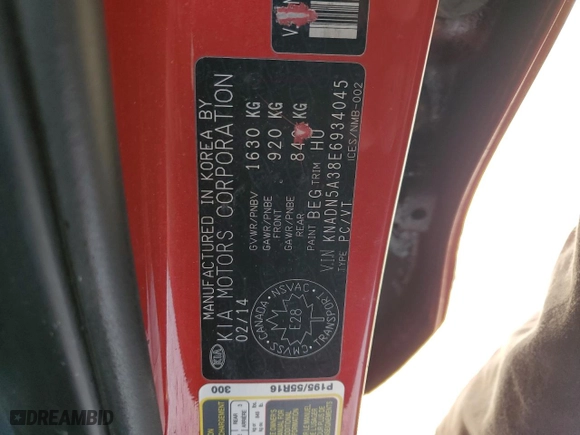 MANUFACTURED IN KOREA BY
KIA MOTORS CORPORATION
02/14
GVWR/PNBV 1630 KG
GAWR/PNBE FRONT 920 KG
GAWR/PNBE REAR KG
PAINT BEG TRIM HU
V.I.N KNADN5A38E6934045
TYPE PC/VT ICES/NMB-002
KIA
CANADA NSVAC TRANSPORT CMVSS
E28
P195/55R16
300
DREAMBID